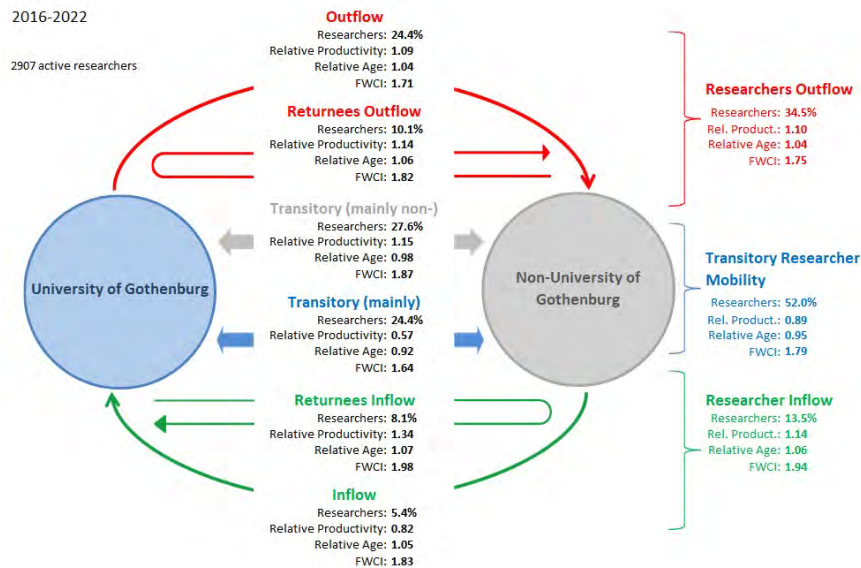 2016-2022
2907 active researchers
Outflow
Researchers: 24.4%
Relative Productivity: 1.09
Relative Age: 1.04
FWCI: 1.71
Returnees Outflow
Researchers: 10.1%
Relative Productivity: 1.14
Relative Age: 1.06
FWCI: 1.82
Researchers Outflow
Researchers: 34.5%
Rel. Product.: 1.10
Relative Age: 1.04
FWCI: 1.75
University of Gothenburg
Transitory (mainly non-)
Researchers: 27.6%
Relative Productivity: 1.15
Relative Age: 0.98
FWCI: 1.87
Transitory (mainly)
Researchers: 24.4%
Relative Productivity: 0.57
Relative Age: 0.92
FWCI: 1.64
Non-University of
Gothenburg
Transitory Researcher
Mobility
Researchers: 52.0%
Rel. Product.: 0.89
Relative Age: 0.95
FWCI: 1.79
Returnees Inflow
Researchers: 8.1%
Relative Productivity: 1.34
Relative Age: 1.07
FWCI: 1.98
Inflow
Researchers: 5.4%
Relative Productivity: 0.82
Relative Age: 1.05
FWCI: 1.83
Researcher Inflow
Researchers: 13.5%
Rel. Product.: 1.14
Relative Age: 1.06
FWCI: 1.94